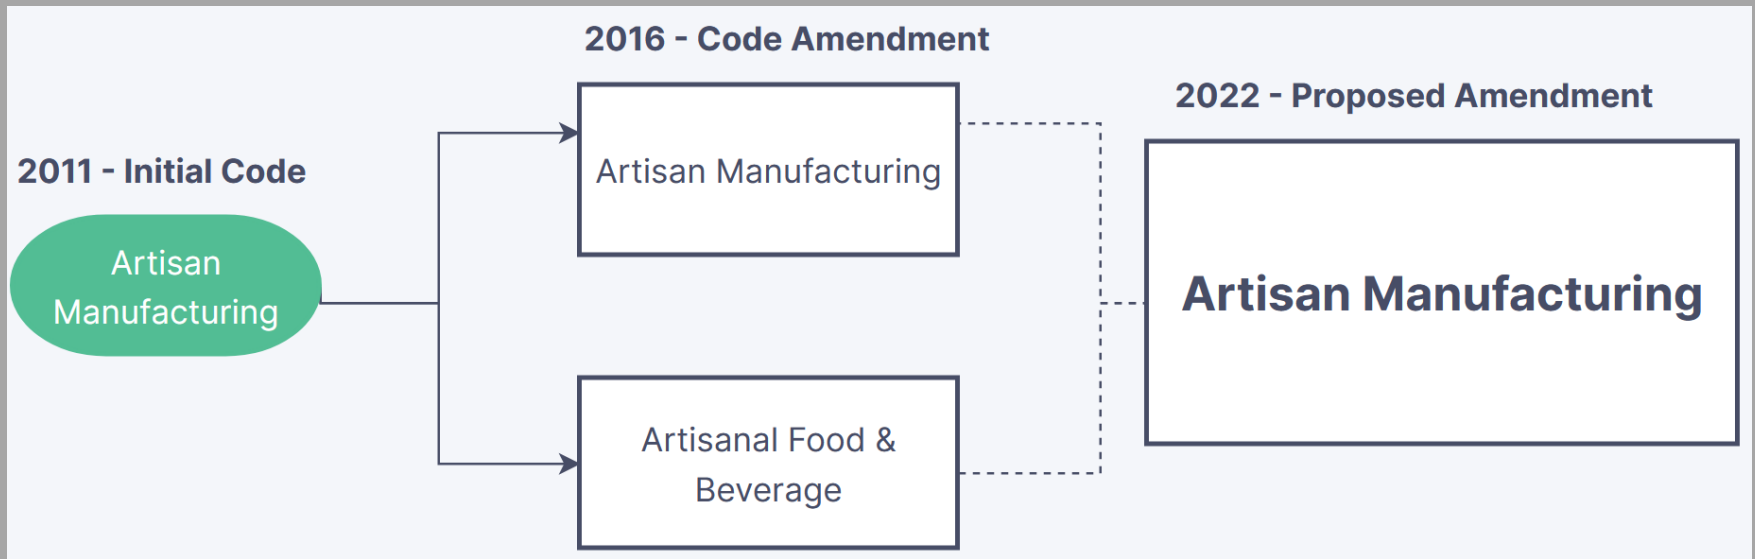 2011 - Initial Code
Artisan
Manufacturing
2016 - Code Amendment
Artisan Manufacturing
Artisanal Food &
Beverage
2022 - Proposed Amendment
Artisan Manufacturing